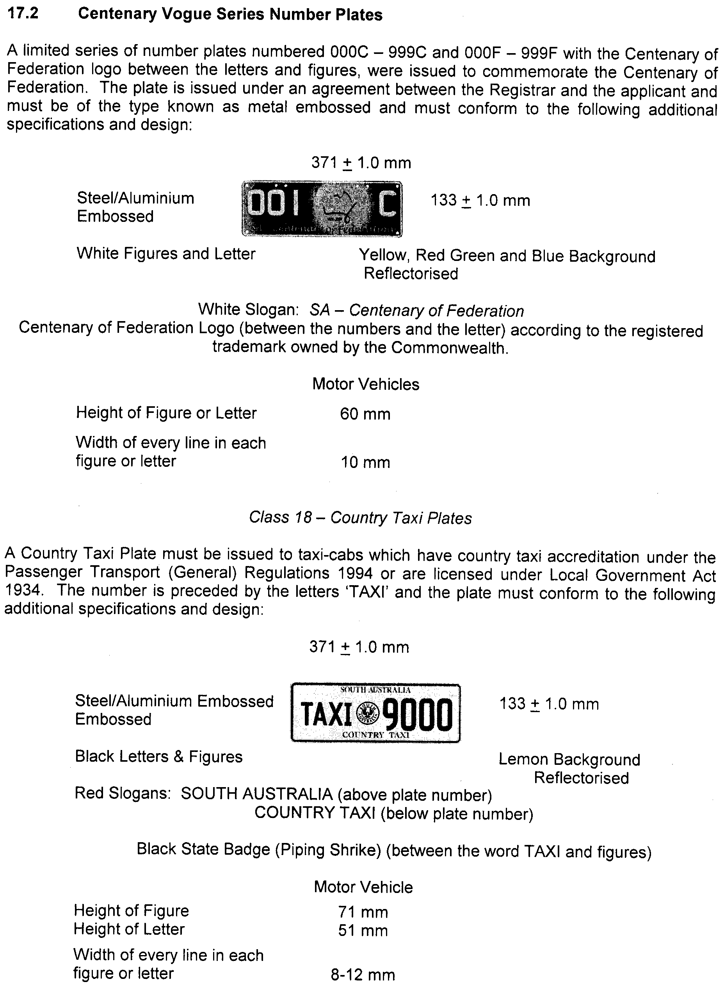 17.2 Centenary Vogue Series Number Plates
A limited series of number plates numbered 000C – 999C and 000F – 999F with the Centenary of
Federation logo between the letters and figures, were issued to commemorate the Centenary of
Federation. The plate is issued under an agreement between the Registrar and the applicant and
must be of the type known as metal embossed and must conform to the following additional
specifications and design:
371 ± 1.0 mm
Steel/Aluminium
Embossed
001 C
of Federation
133 ± 1.0 mm
White Figures and Letter
Yellow, Red Green and Blue Background
Reflectorised
White Slogan: SA – Centenary of Federation
Centenary of Federation Logo (between the numbers and the letter) according to the registered
trademark owned by the Commonwealth.
Motor Vehicles
Height of Figure or Letter 60 mm
Width of every line in each
figure or letter 10 mm
Class 18 – Country Taxi Plates
A Country Taxi Plate must be issued to taxi-cabs which have country taxi accreditation under the
Passenger Transport (General) Regulations 1994 or are licensed under Local Government Act
1934. The number is preceded by the letters ‘TAXI’ and the plate must conform to the following
additional specifications and design:
371 ± 1.0 mm
Steel/Aluminium Embossed
Embossed
SOUTH AUSTRALIA
TAXI SOUTH AUSTRALIA 9000
COUNTRY TAXI
133 ± 1.0 mm
Black Letters & Figures
Lemon Background
Reflectorised
Red Slogans: SOUTH AUSTRALIA (above plate number)
COUNTRY TAXI (below plate number)
Black State Badge (Piping Shrike) (between the word TAXI and figures)
Motor Vehicle
Height of Figure 71 mm
Height of Letter 51 mm
Width of every line in each
figure or letter 8-12 mm